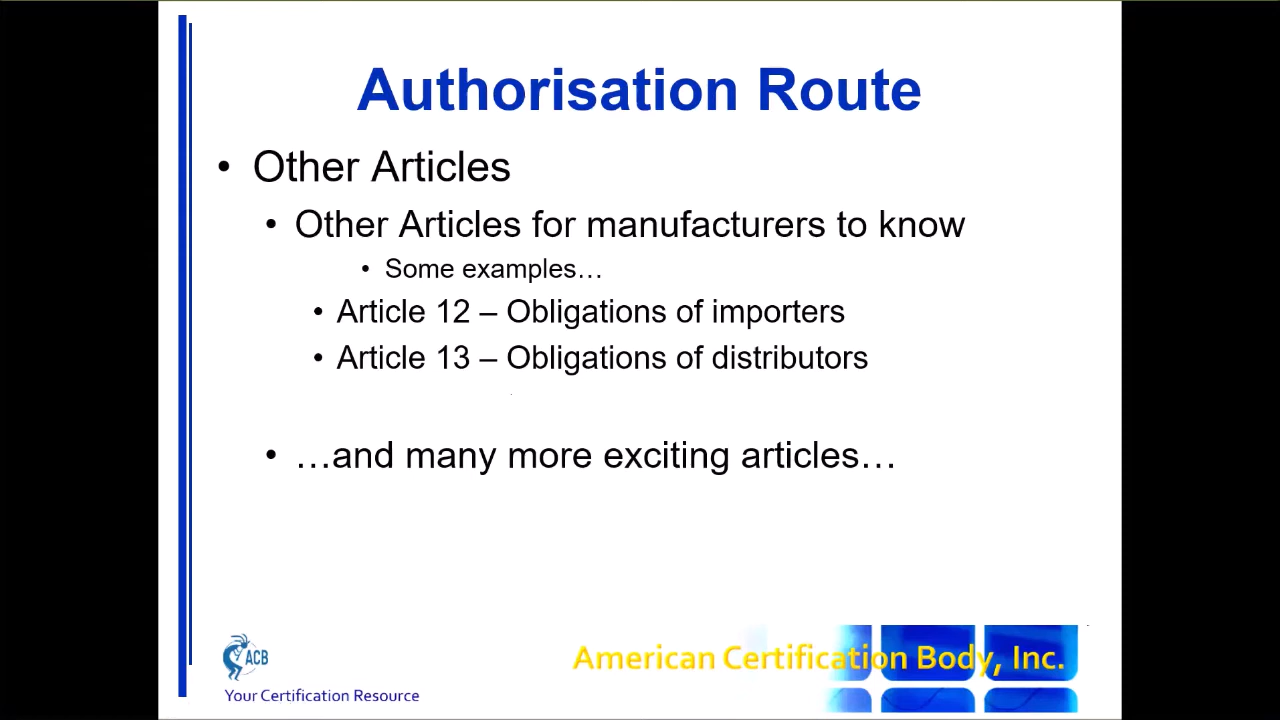 Authorisation Route
• Other Articles
• Other Articles for manufacturers to know
• Some examples…
• Article 12 – Obligations of importers
• Article 13 – Obligations of distributors
• …and many more exciting articles…
ACB
Your Certification Resource
American Certification Body, Inc.